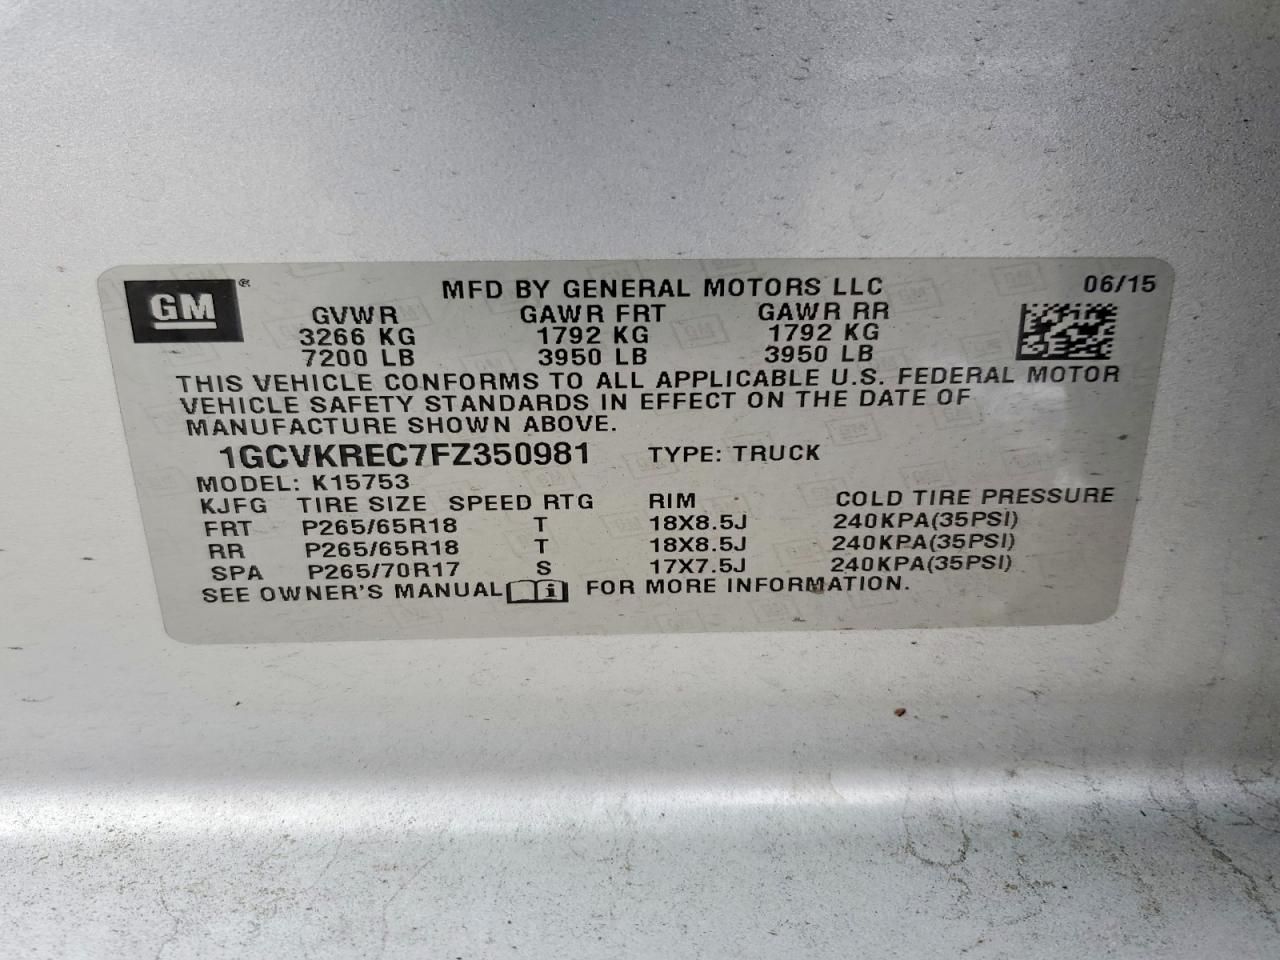 GM® MFD BY GENERAL MOTORS LLC 06/15
GVWR GAWR FRT GAWR RR
3266 KG 1792 KG 1792 KG
7200 LB 3950 LB 3950 LB
THIS VEHICLE CONFORMS TO ALL APPLICABLE U.S. FEDERAL MOTOR
VEHICLE SAFETY STANDARDS IN EFFECT ON THE DATE OF
MANUFACTURE SHOWN ABOVE.
1GCVKREC7FZ350981 TYPE: TRUCK
MODEL: K15753
KJFG TIRE SIZE SPEED RTG RIM COLD TIRE PRESSURE
FRT P265/65R18 T 18X8.5J 240KPA(35PSI)
RR P265/65R18 T 18X8.5J 240KPA(35PSI)
SPA P265/70R17 S 17X7.5J 240KPA(35PSI)
SEE OWNER'S MANUAL i FOR MORE INFORMATION.